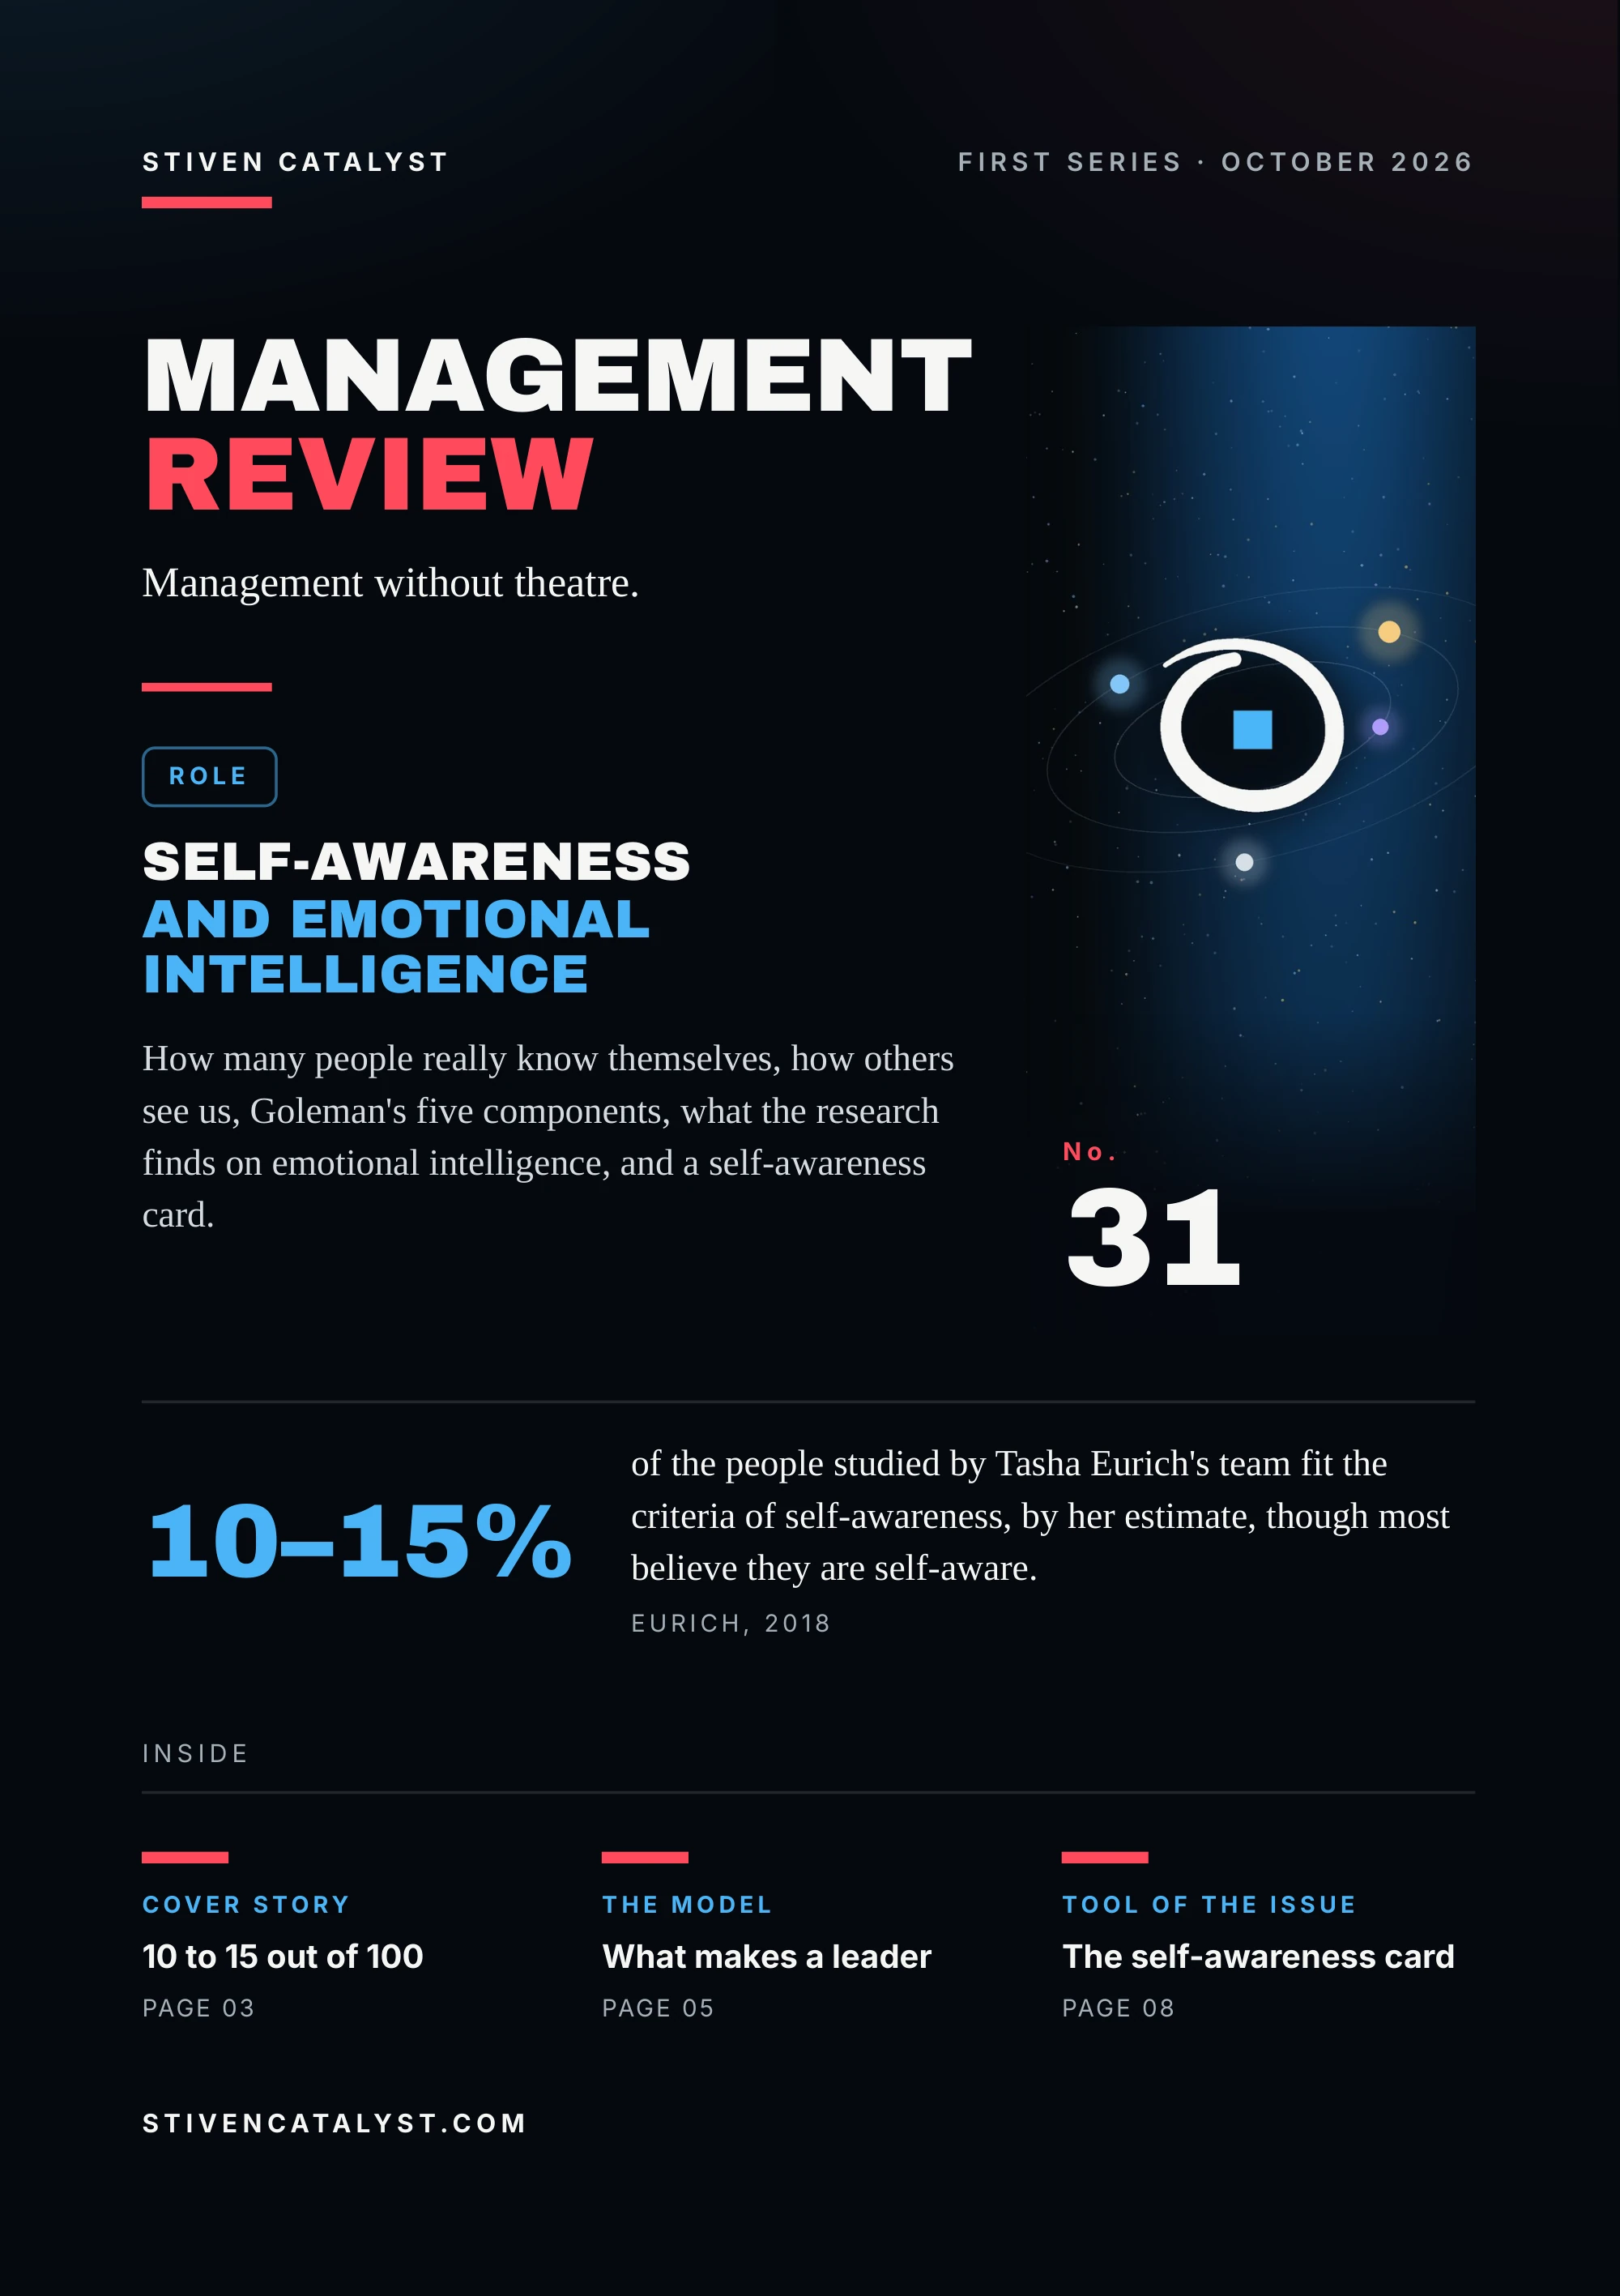 STIVEN CATALYST
FIRST SERIES · OCTOBER 2026
MANAGEMENT
REVIEW
Management without theatre.
ROLE
SELF-AWARENESS
AND EMOTIONAL
INTELLIGENCE
How many people really know themselves, how others
see us, Goleman's five components, what the research
finds on emotional intelligence, and a self-awareness
card.
No.
31
10–15%
of the people studied by Tasha Eurich's team fit the
criteria of self-awareness, by her estimate, though most
believe they are self-aware.
EURICH, 2018
INSIDE
COVER STORY
10 to 15 out of 100
PAGE 03
THE MODEL
What makes a leader
PAGE 05
TOOL OF THE ISSUE
The self-awareness card
PAGE 08
STIVENCATALYST.COM